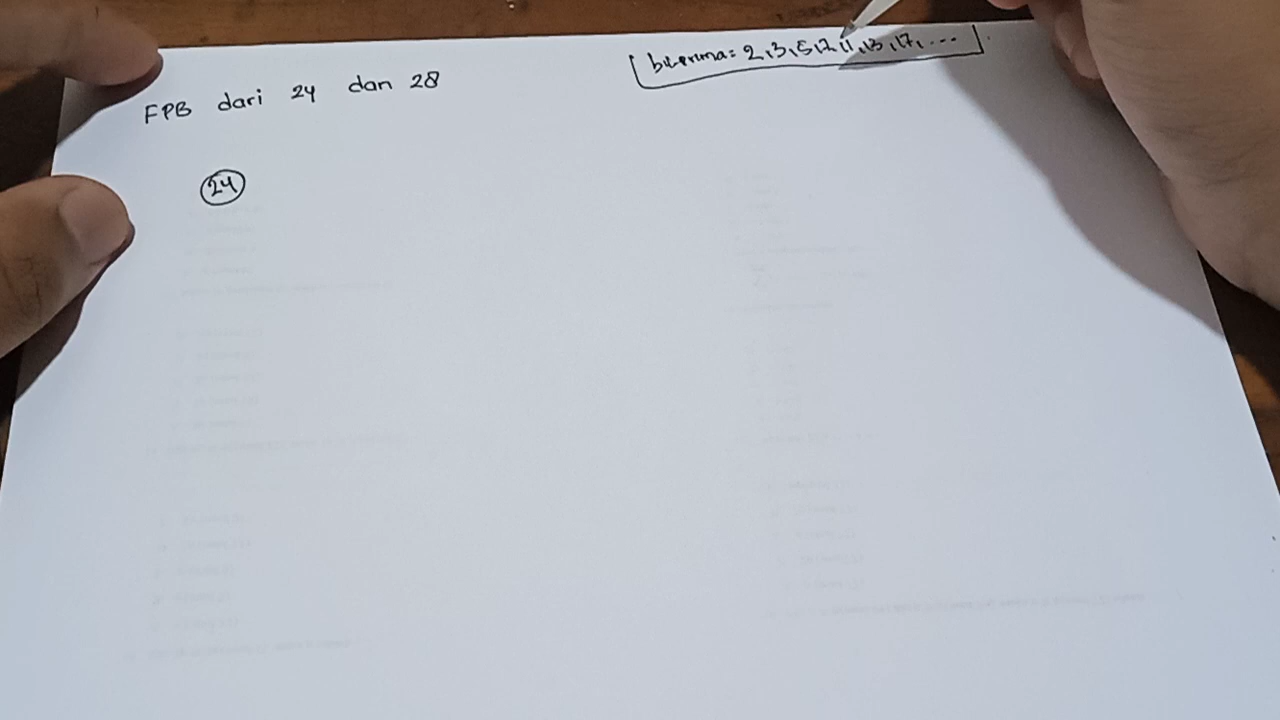 bil.prima = 2,3,5,7,11,13,17, ...
FPB dari 24 dan 28
24